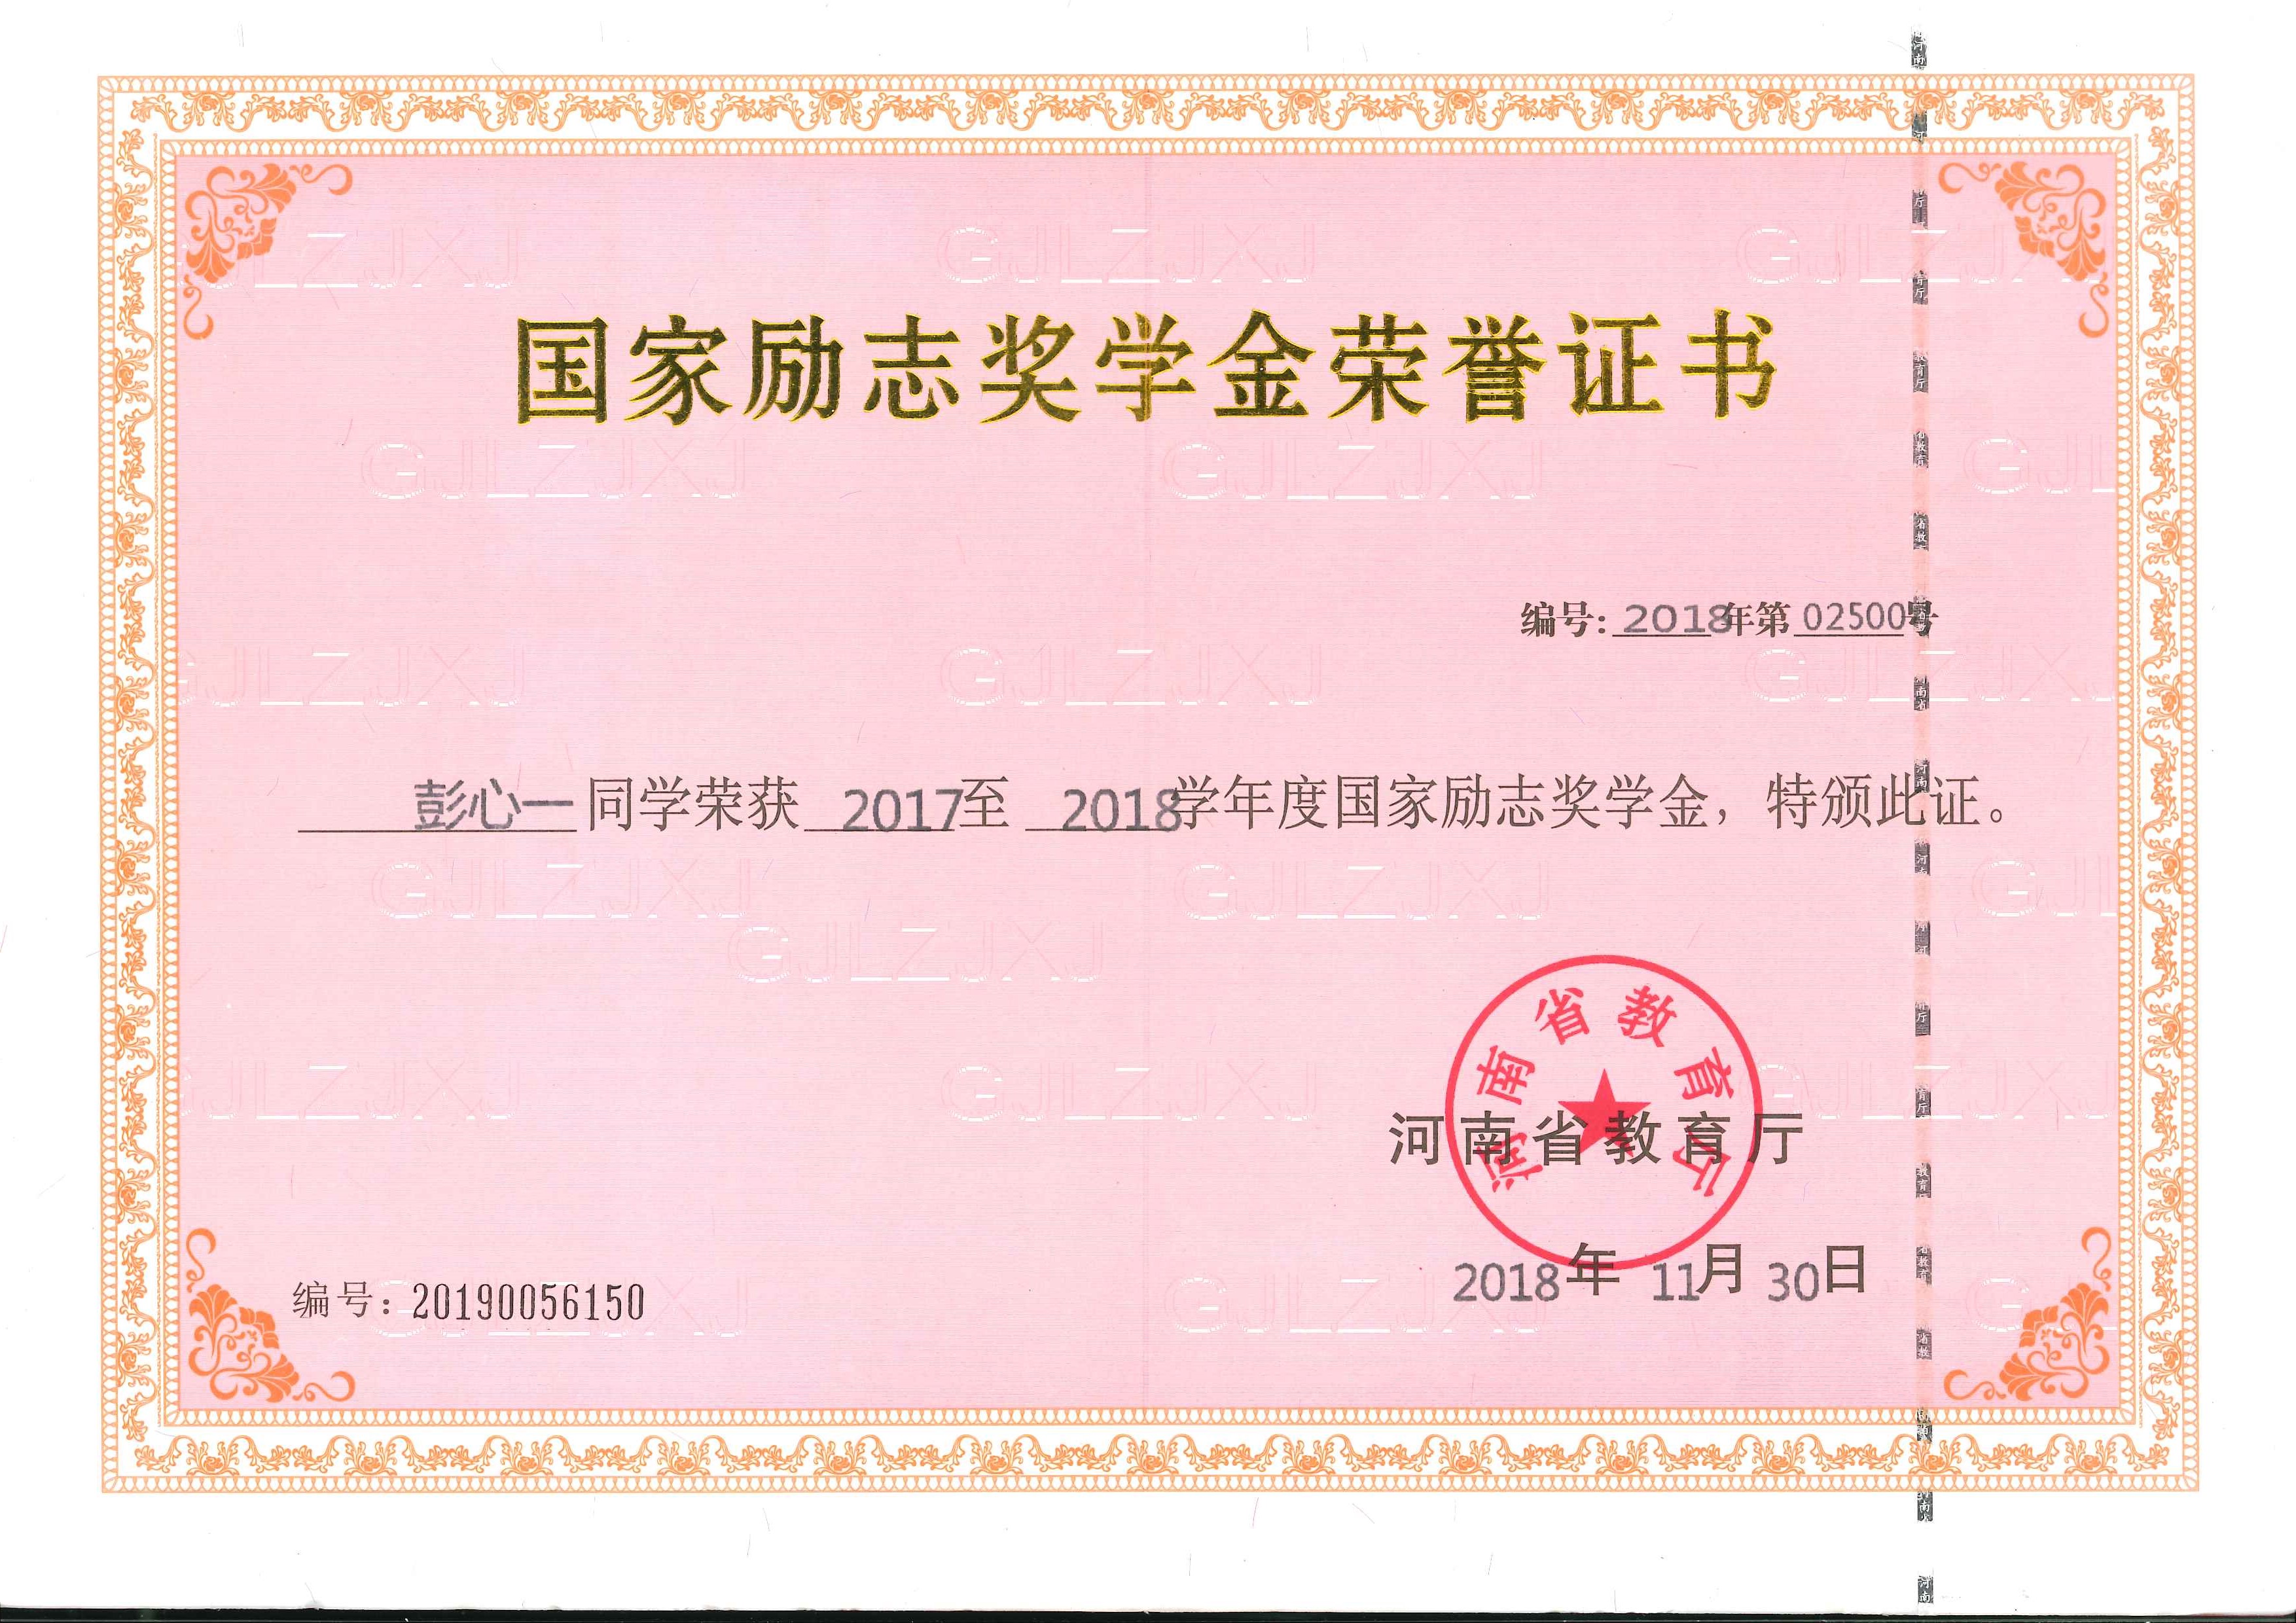 国家励志奖学金荣誉证书
编号：2018年第02500号
彭心一同学荣获 2017至 2018学年度国家励志奖学金，特颁此证。
河南省教育厅
河南省教育厅
2018年 11月 30日
编号：20190056150
GJLZJXJ